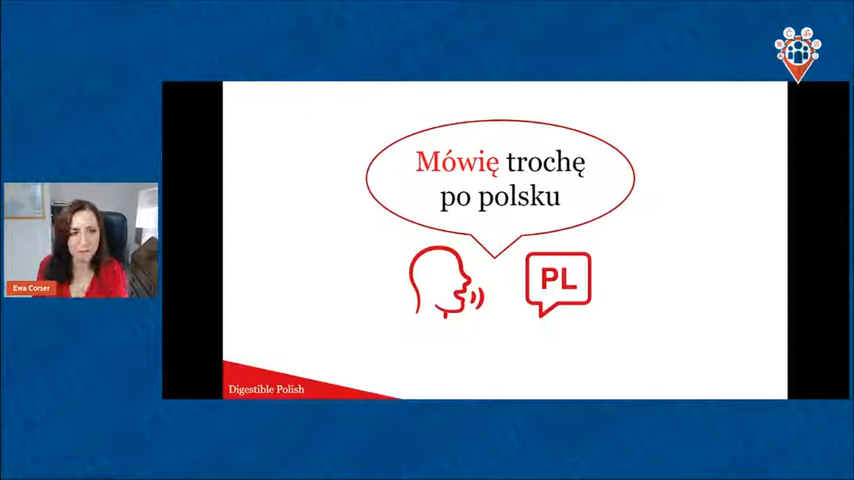 Mówię trochę
po polsku
PL
Ewa Corser
Digestible Polish